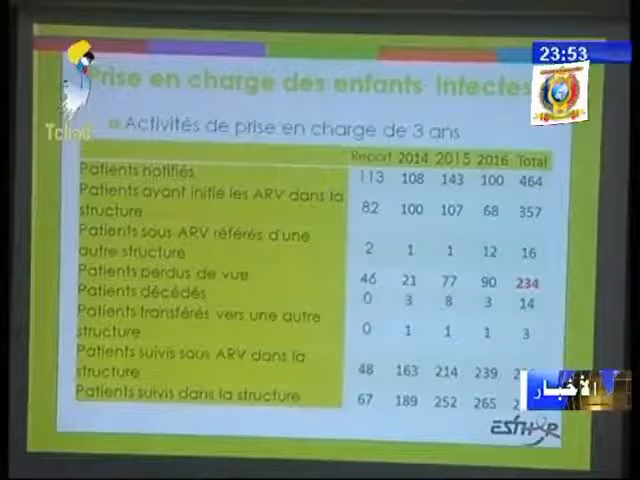 23:53
Prise en charge des enfants Infectes
Tchad
Activités de prise en charge de 3 ans
Report 2014 2015 2016 Total
Patients notifiés 113 108 143 100 464
Patients ayant initié les ARV dans la
structure 82 100 107 68 357
Patients sous ARV référés d'une
autre structure 2 1 1 12 16
Patients perdus de vue 46 21 77 90 234
Patients décédés 0 3 8 3 14
Patients transférés vers une autre
structure 0 1 1 1 3
Patients suivis sous ARV dans la
structure 48 163 214 239
Patients suivis dans la structure 67 189 252 265
الأخبار
ESTHER